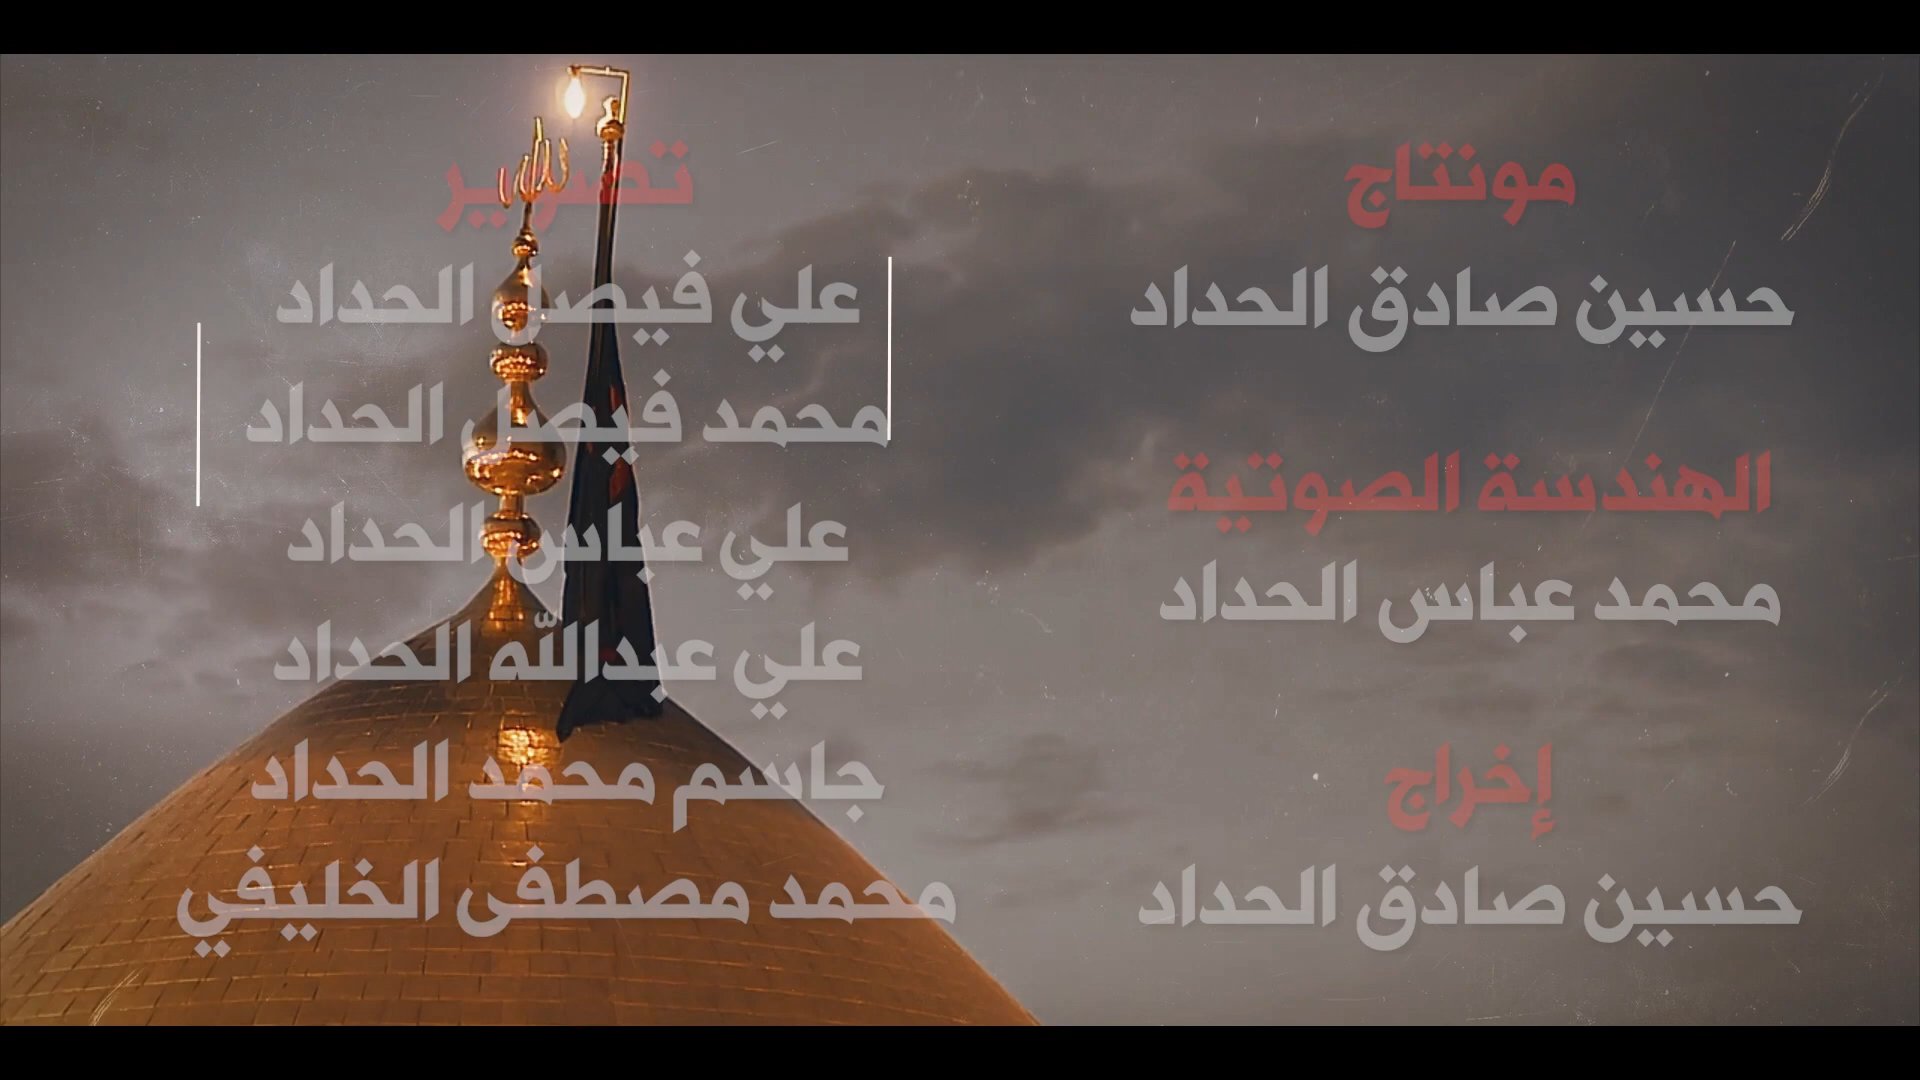 مونتاج
حسين صادق الحداد
الهندسة الصوتية
محمد عباس الحداد
إخراج
حسين صادق الحداد
تصوير
علي فيصل الحداد
محمد فيصل الحداد
علي عباس الحداد
علي عبدالله الحداد
جاسم محمد الحداد
محمد مصطفى الخليفي
الله